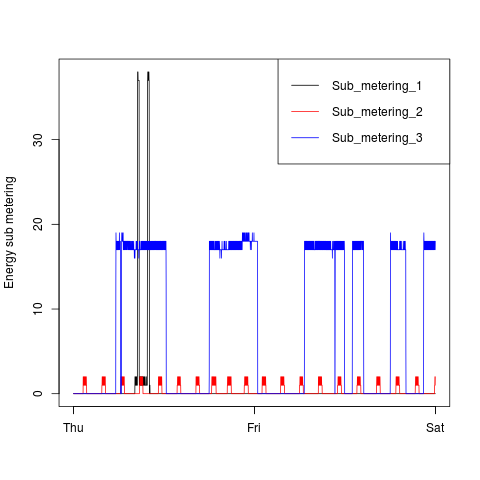 Sub_metering_1
Sub_metering_2
Sub_metering_3
Energy sub metering
30
20
10
0
Thu Fri Sat